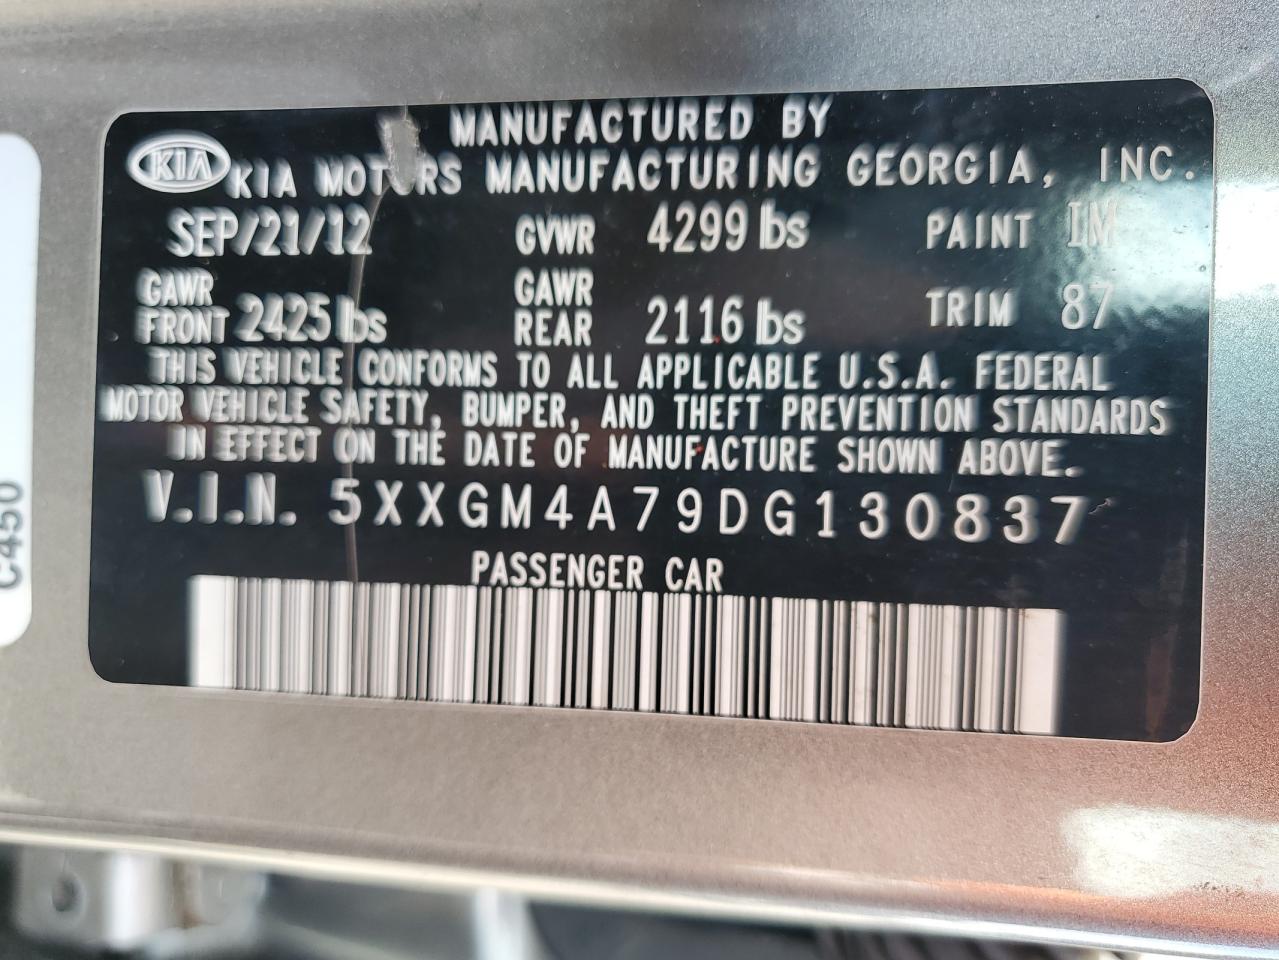 MANUFACTURED BY
KIA KIA MOTORS MANUFACTURING GEORGIA, INC.
SEP/21/12 GVWR 4299 lbs PAINT IM
GAWR FRONT 2425 lbs GAWR REAR 2116 lbs TRIM 87
THIS VEHICLE CONFORMS TO ALL APPLICABLE U.S.A. FEDERAL
MOTOR VEHICLE SAFETY, BUMPER, AND THEFT PREVENTION STANDARDS
IN EFFECT ON THE DATE OF MANUFACTURE SHOWN ABOVE.
V.I.N. 5XXGM4A79DG130837
PASSENGER CAR
C450